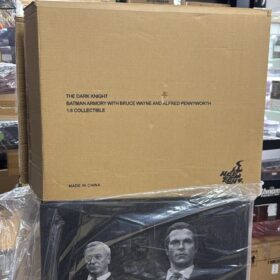 THE DARK KNIGHT
BATMAN ARMORY WITH BRUCE WAYNE AND ALFRED PENNYWORTH
1:6 COLLECTIBLE
Hot Toys
MADE IN CHINA